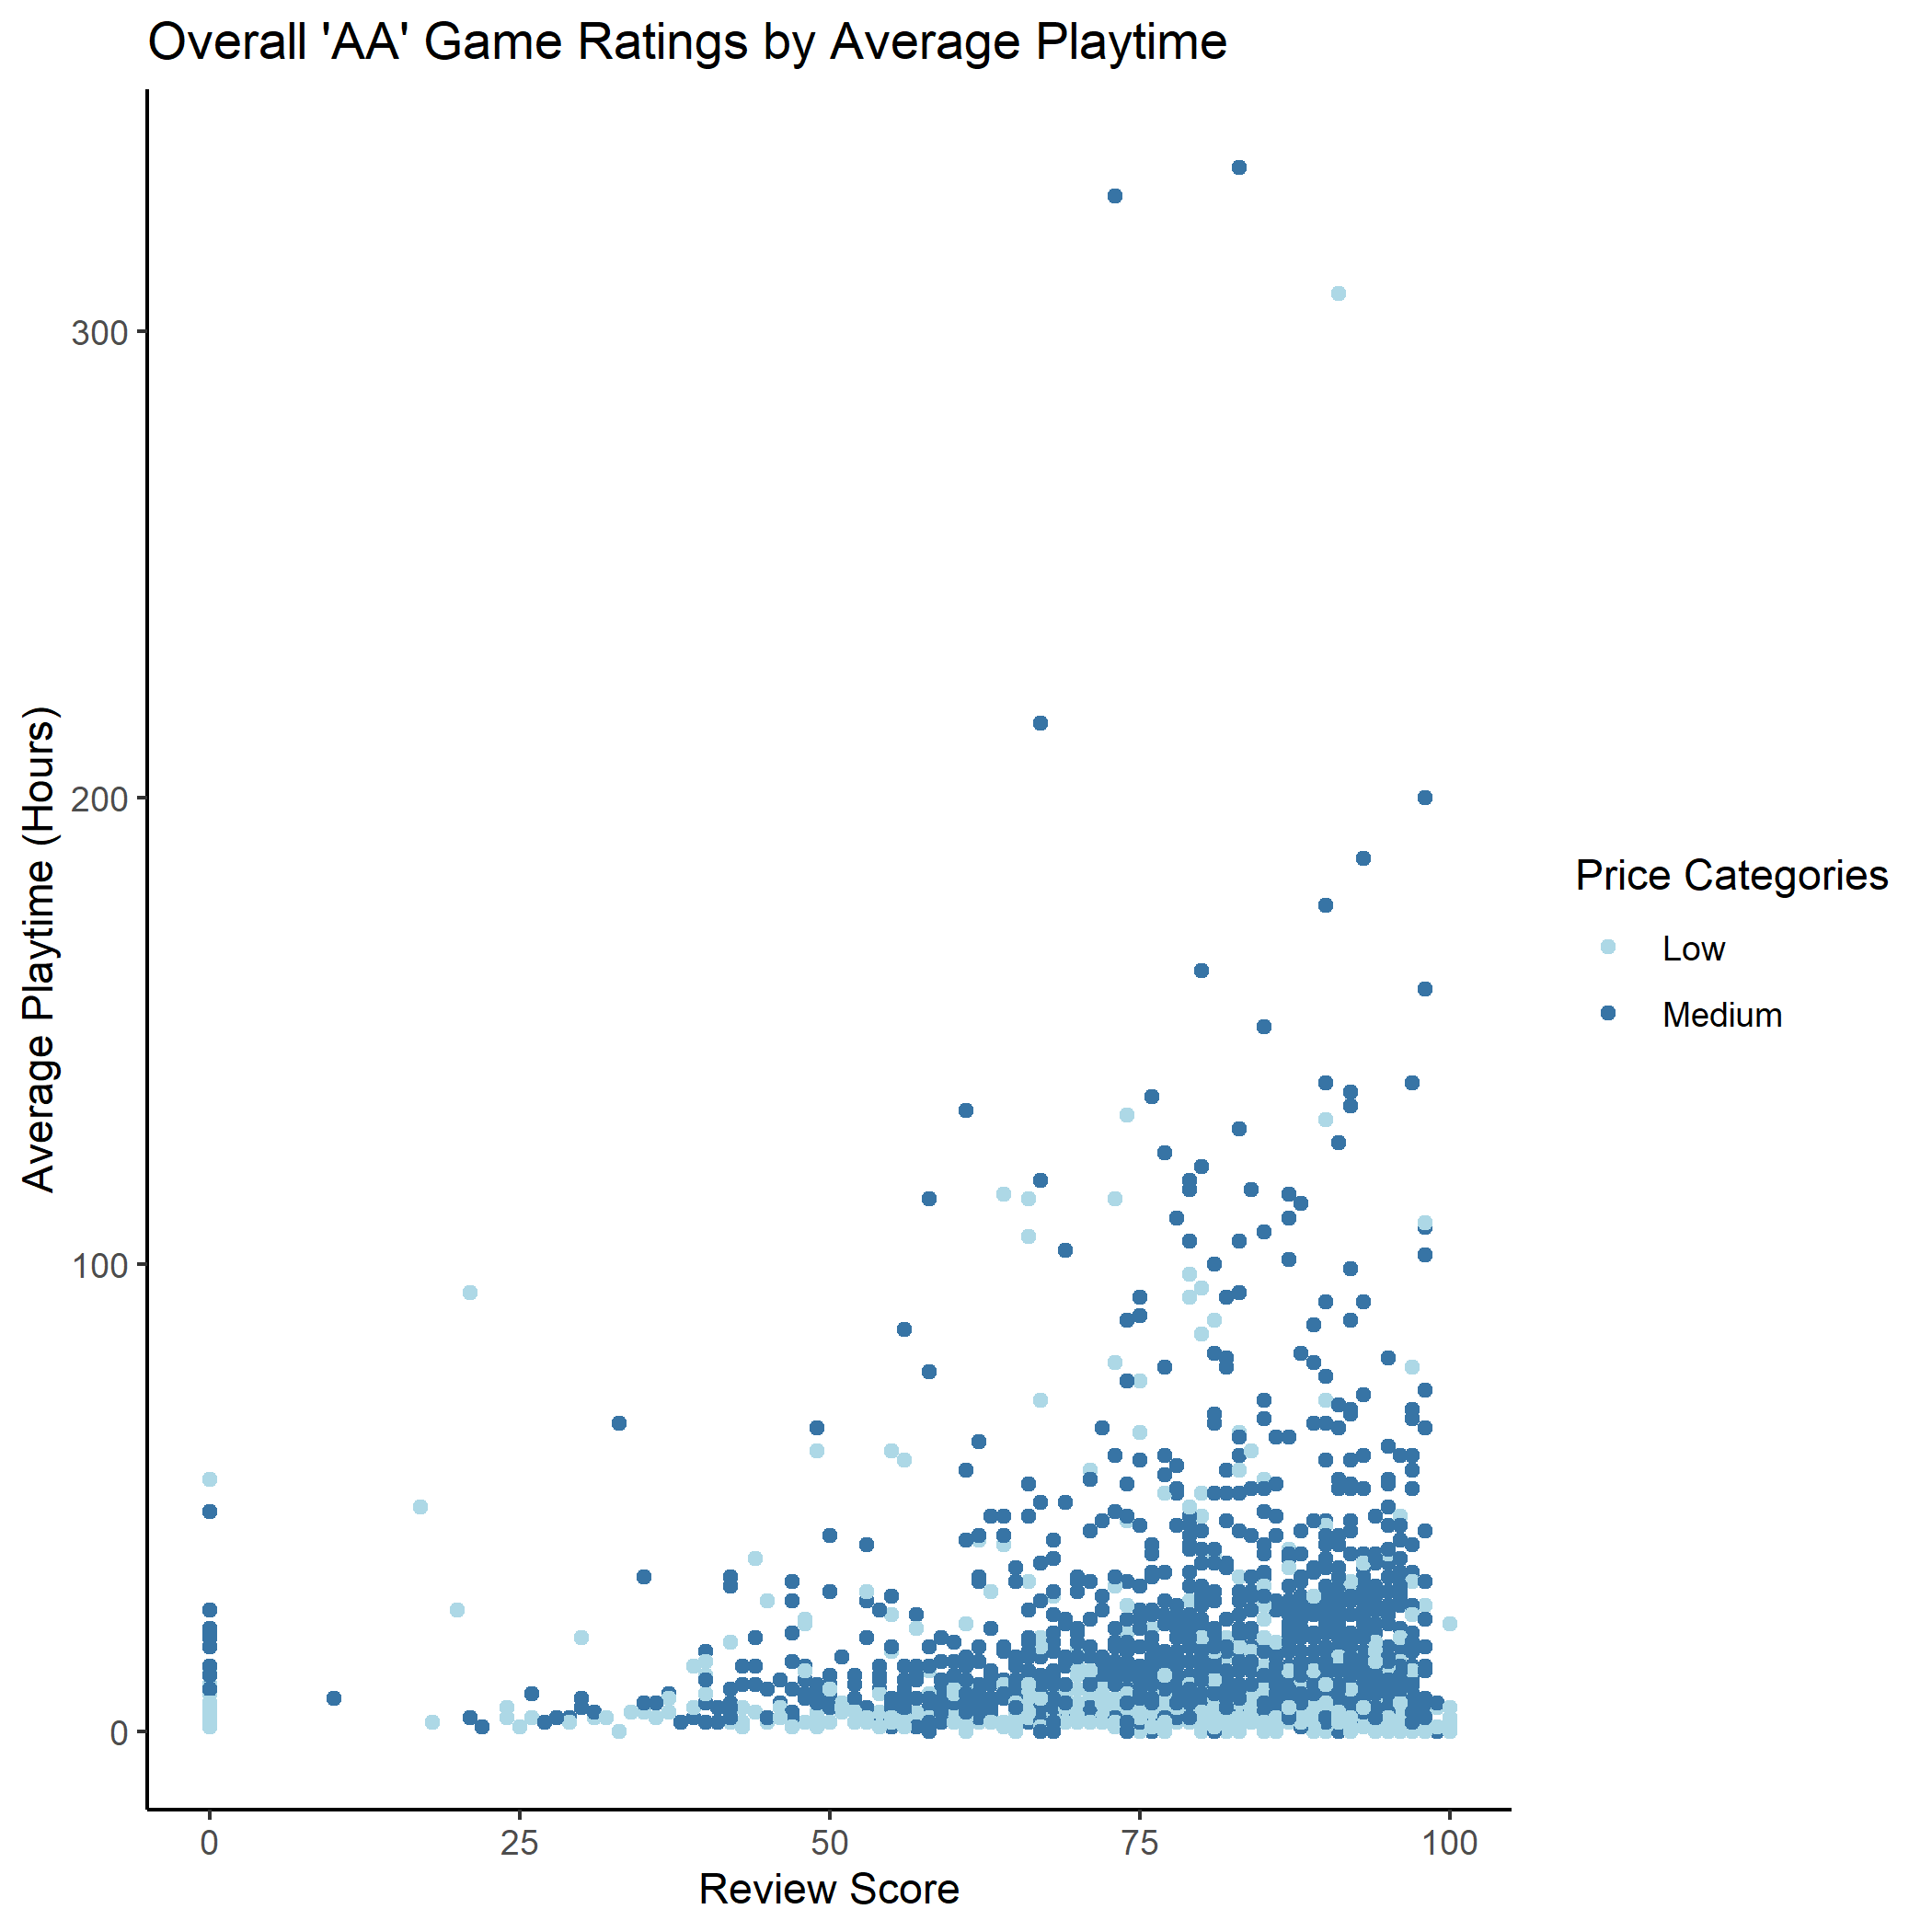 Overall 'AA' Game Ratings by Average Playtime
Average Playtime (Hours)
300
200
100
0
0
25
50
75
100
Review Score
Price Categories
Low
Medium